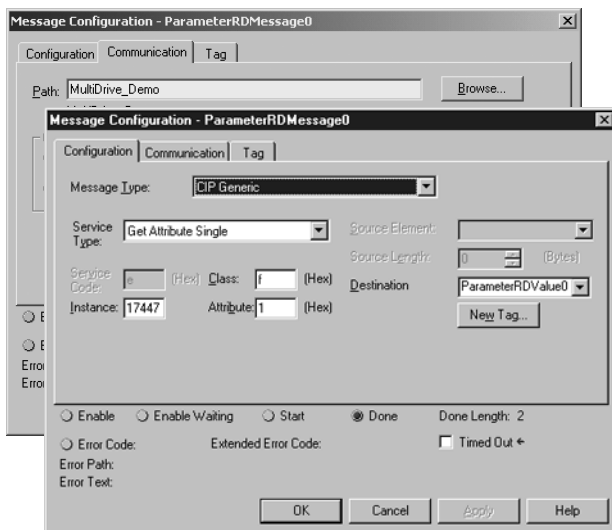 Message Configuration - ParameterRDMessage0
Configuration Communication Tag
Path: MultiDrive_Demo Browse...
Message Configuration - ParameterRDMessage0
Configuration Communication Tag
Message Type: CIP Generic
Service Type: Get Attribute Single
Source Element:
Source Length: 0 (Bytes)
Service Code: e (Hex) Class: f (Hex)
Destination ParameterRDValue0
Instance: 17447 Attribute: 1 (Hex)
New Tag...
Enable Enable Waiting Start Done Done Length: 2
Error Code: Extended Error Code: Timed Out ←
Error Path:
Error Text:
OK Cancel Apply Help